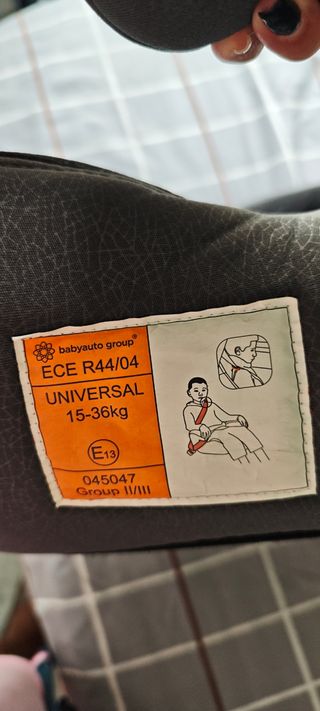 babyauto group®
ECE R44/04
UNIVERSAL
15-36kg
E13
045047
Group II/III